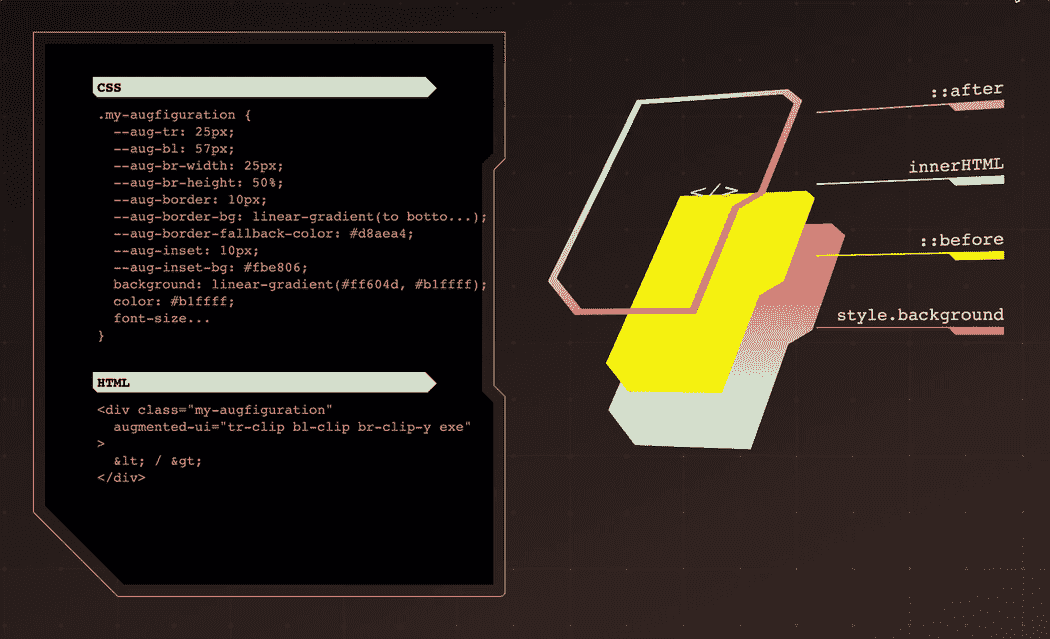 CSS
.my-augfiguration {
--aug-tr: 25px;
--aug-bl: 57px;
--aug-br-width: 25px;
--aug-br-height: 50%;
--aug-border: 10px;
--aug-border-bg: linear-gradient(to botto...);
--aug-border-fallback-color: #d8aea4;
--aug-inset: 10px;
--aug-inset-bg: #fbe806;
background: linear-gradient(#ff604d, #b1ffff);
color: #b1ffff;
font-size...
}
HTML
<div class="my-augfiguration"
augmented-ui="tr-clip bl-clip br-clip-y exe"
>
&lt; / &gt;
</div>
</>
::after
innerHTML
::before
style.background